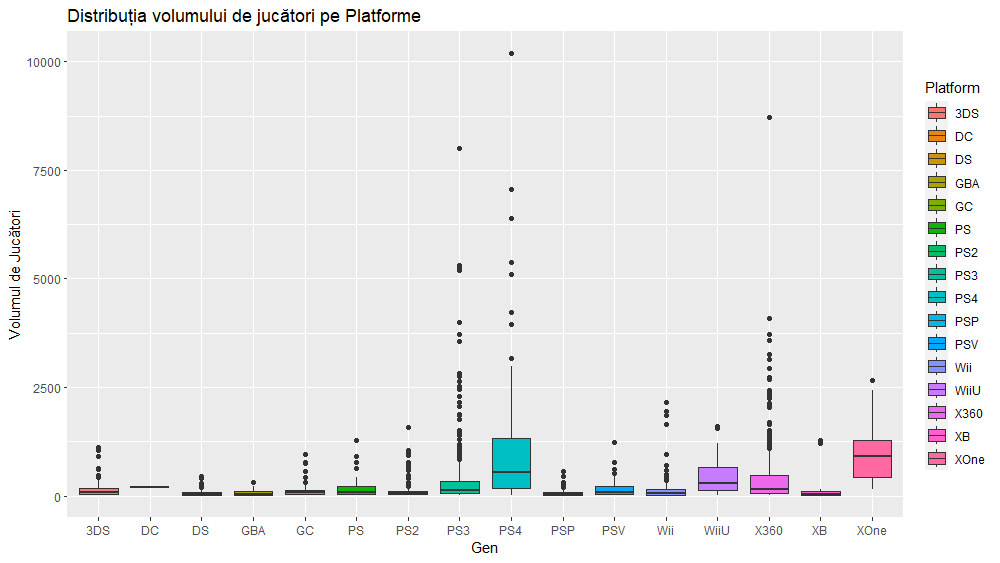 Distribuția volumului de jucători pe Platforme
Volumul de Jucători
10000
7500
5000
2500
0
3DS DC DS GBA GC PS PS2 PS3 PS4 PSP PSV Wii WiiU X360 XB XOne
Gen
Platform
3DS
DC
DS
GBA
GC
PS
PS2
PS3
PS4
PSP
PSV
Wii
WiiU
X360
XB
XOne